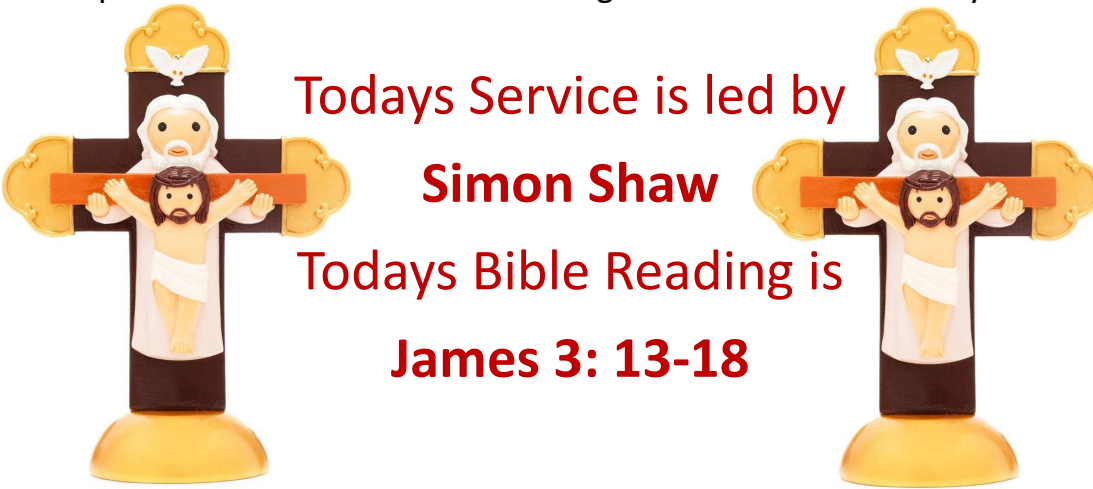 Todays Service is led by
Simon Shaw
Todays Bible Reading is
James 3: 13-18